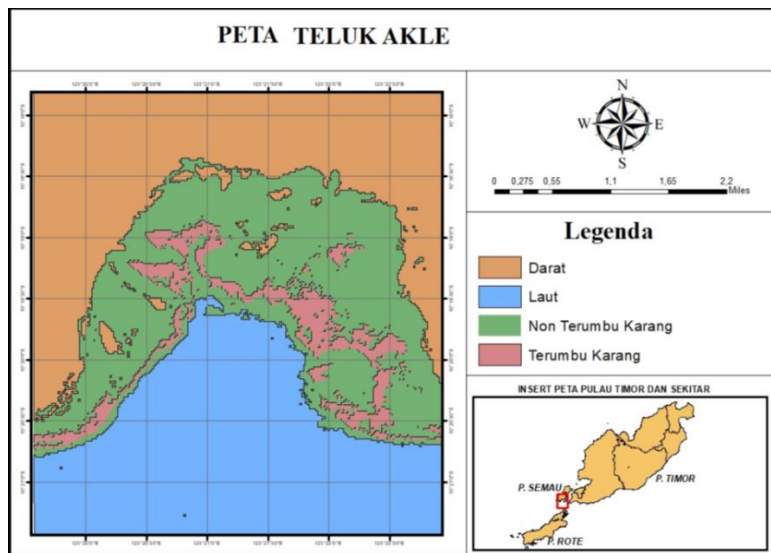 PETA TELUK AKLE
N
W E
S
0 0,275 0,55 1,1 1,65 2,2
Miles
Legenda
Darat
Laut
Non Terumbu Karang
Terumbu Karang
INSERT PETA PULAU TIMOR DAN SEKITAR
P. SEMAU
P. TIMOR
P. ROTE